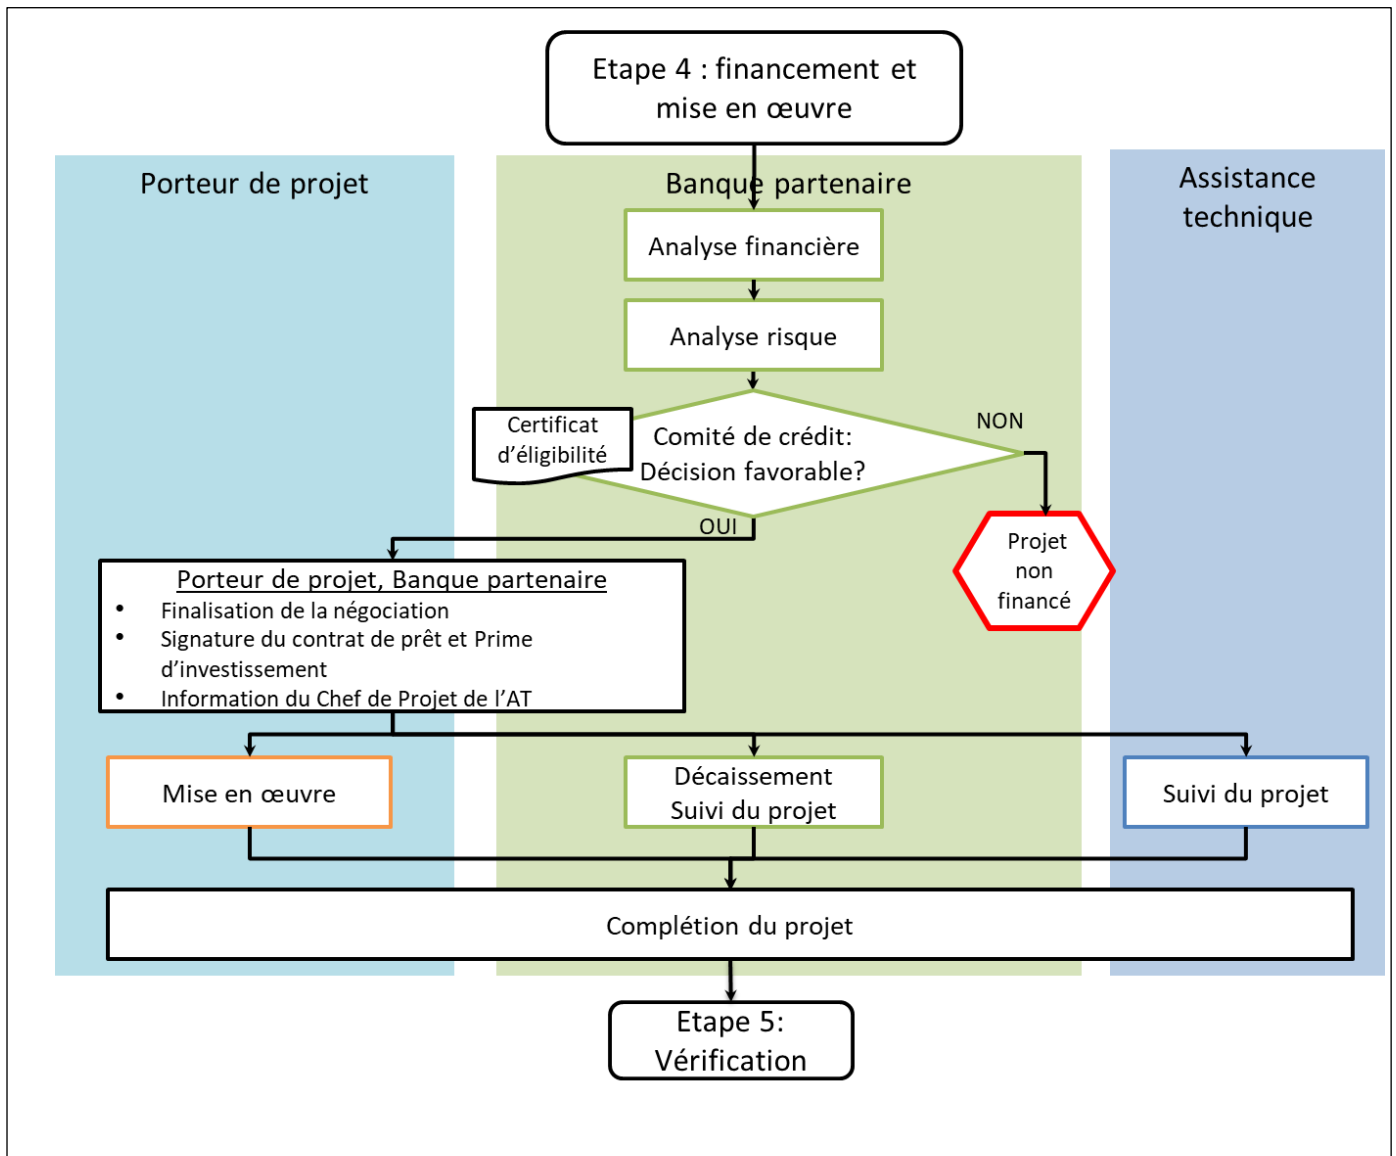 Etape 4 : financement et
mise en œuvre
Porteur de projet
Banque partenaire
Assistance
technique
Analyse financière
Analyse risque
Certificat
d’éligibilité
Comité de crédit:
Décision favorable?
NON
OUI
Projet
non
financé
Porteur de projet, Banque partenaire
• Finalisation de la négociation
• Signature du contrat de prêt et Prime
d’investissement
• Information du Chef de Projet de l’AT
Mise en œuvre
Décaissement
Suivi du projet
Suivi du projet
Complétion du projet
Etape 5:
Vérification